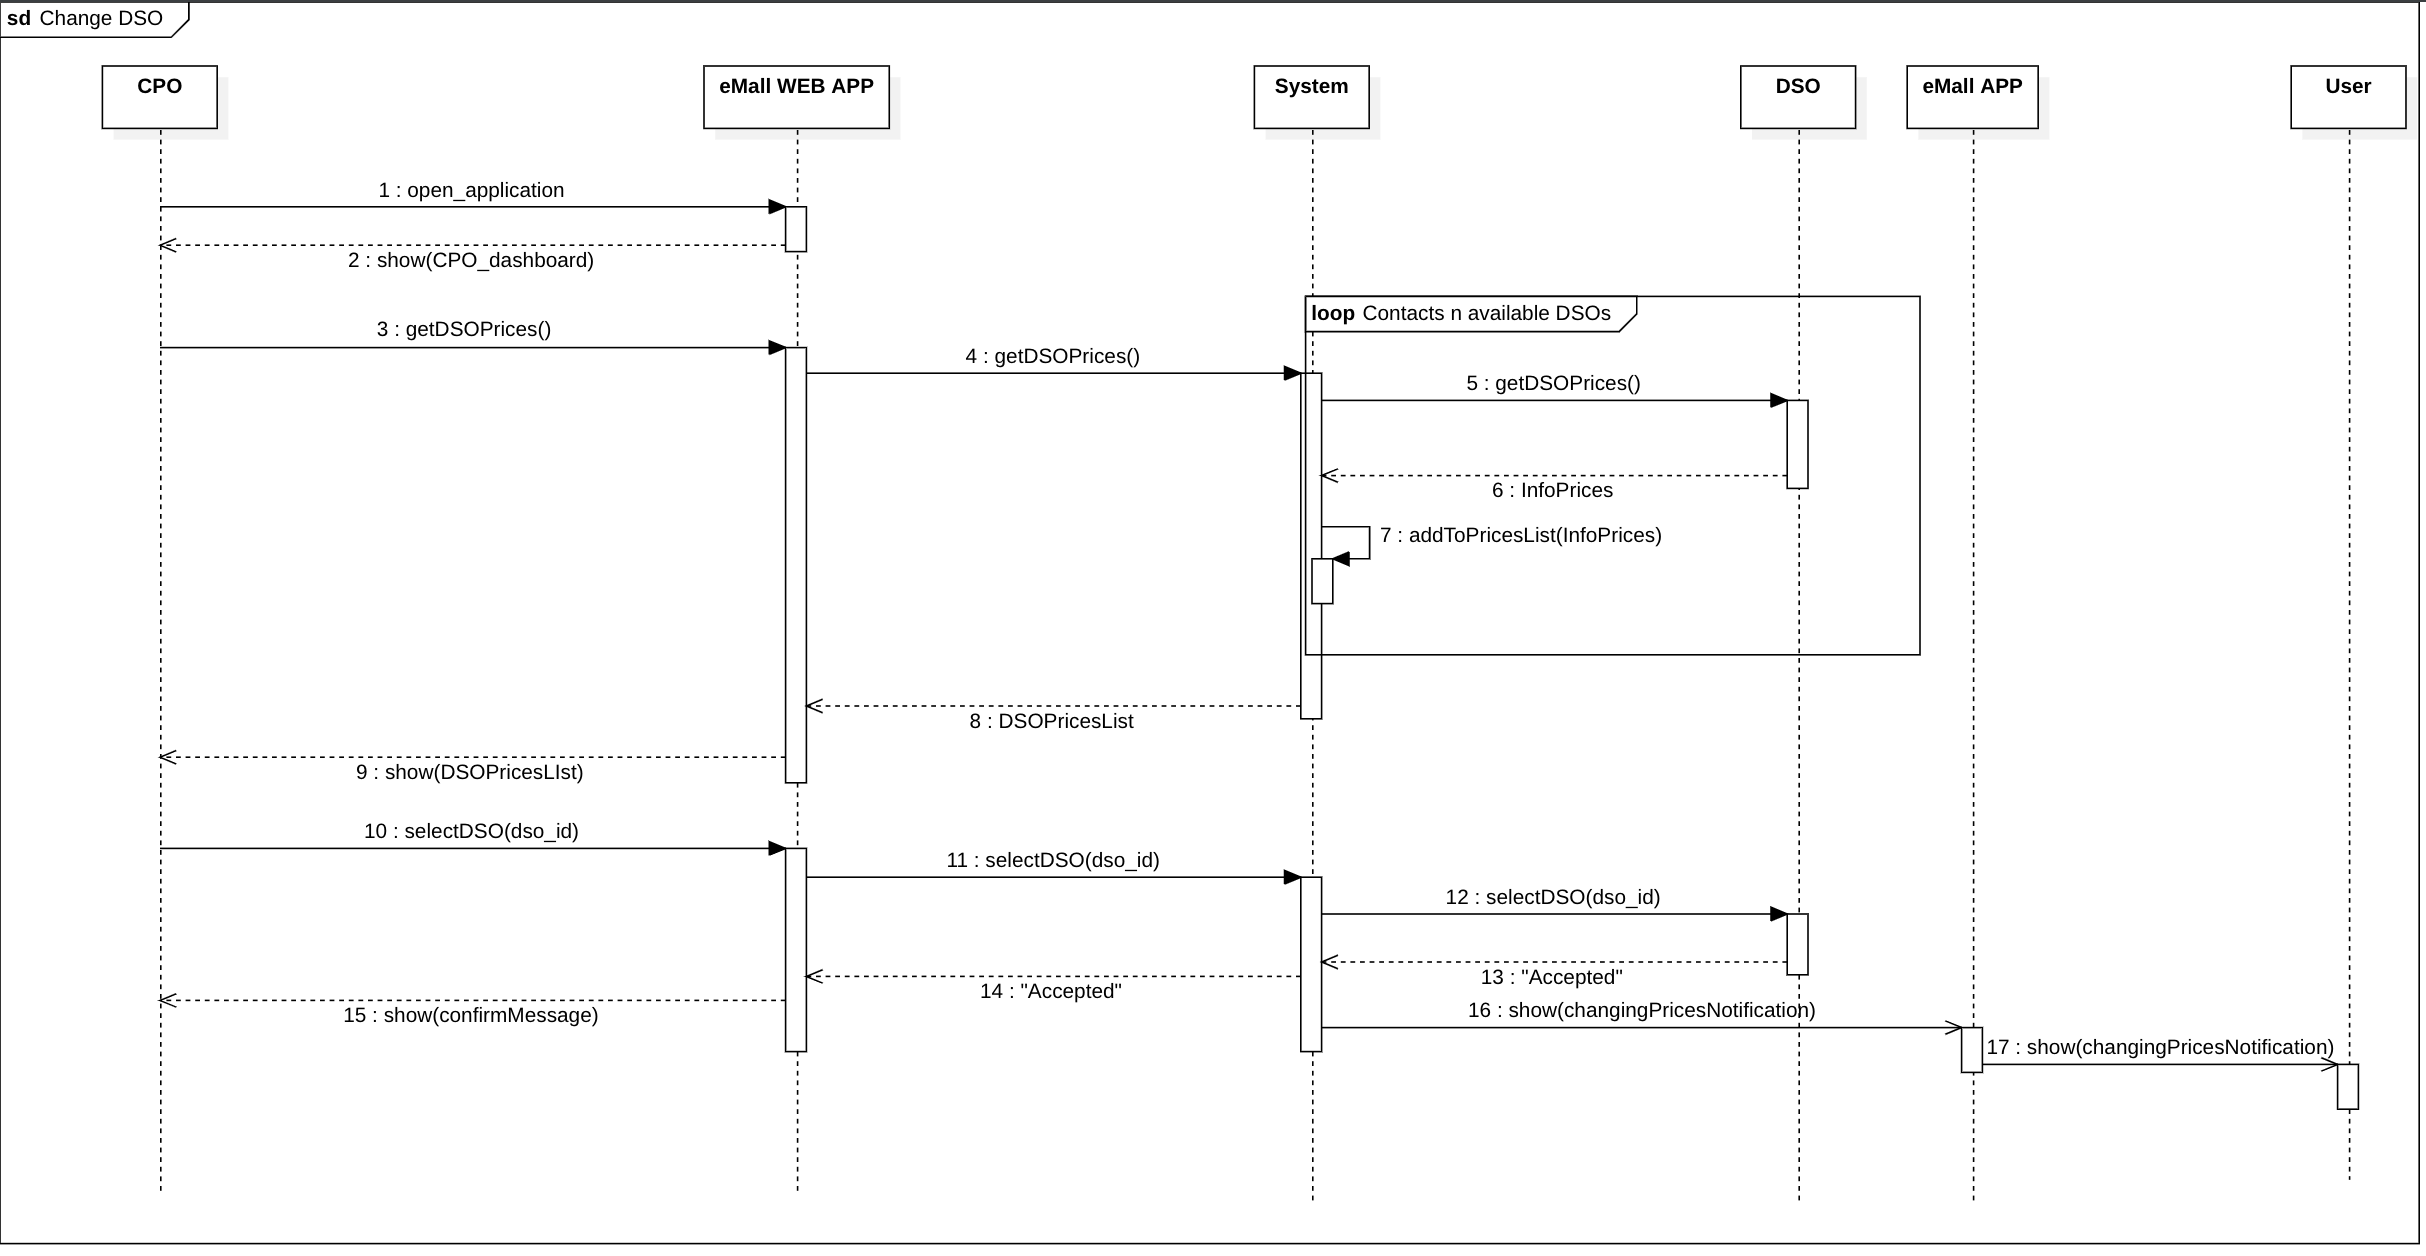 sd Change DSO
CPO
eMall WEB APP
System
DSO
eMall APP
User
1 : open_application
2 : show(CPO_dashboard)
loop Contacts n available DSOs
3 : getDSOPrices()
4 : getDSOPrices()
5 : getDSOPrices()
6 : InfoPrices
7 : addToPricesList(InfoPrices)
8 : DSOPricesList
9 : show(DSOPricesLIst)
10 : selectDSO(dso_id)
11 : selectDSO(dso_id)
12 : selectDSO(dso_id)
13 : "Accepted"
14 : "Accepted"
15 : show(confirmMessage)
16 : show(changingPricesNotification)
17 : show(changingPricesNotification)